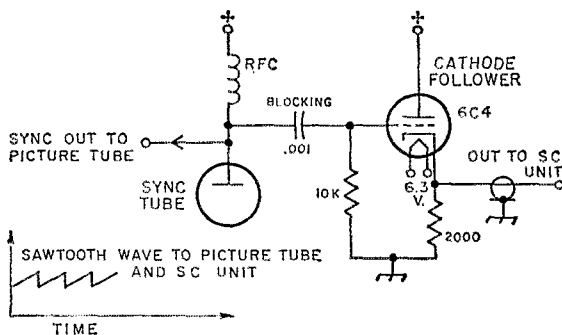 +
+
RFC
CATHODE
FOLLOWER
6C4
BLOCKING
.001
SYNC OUT TO
PICTURE TUBE
SYNC
TUBE
10K
6.3
V.
OUT TO SC
UNIT
2000
SAWTOOTH WAVE TO PICTURE TUBE
AND SC UNIT
TIME